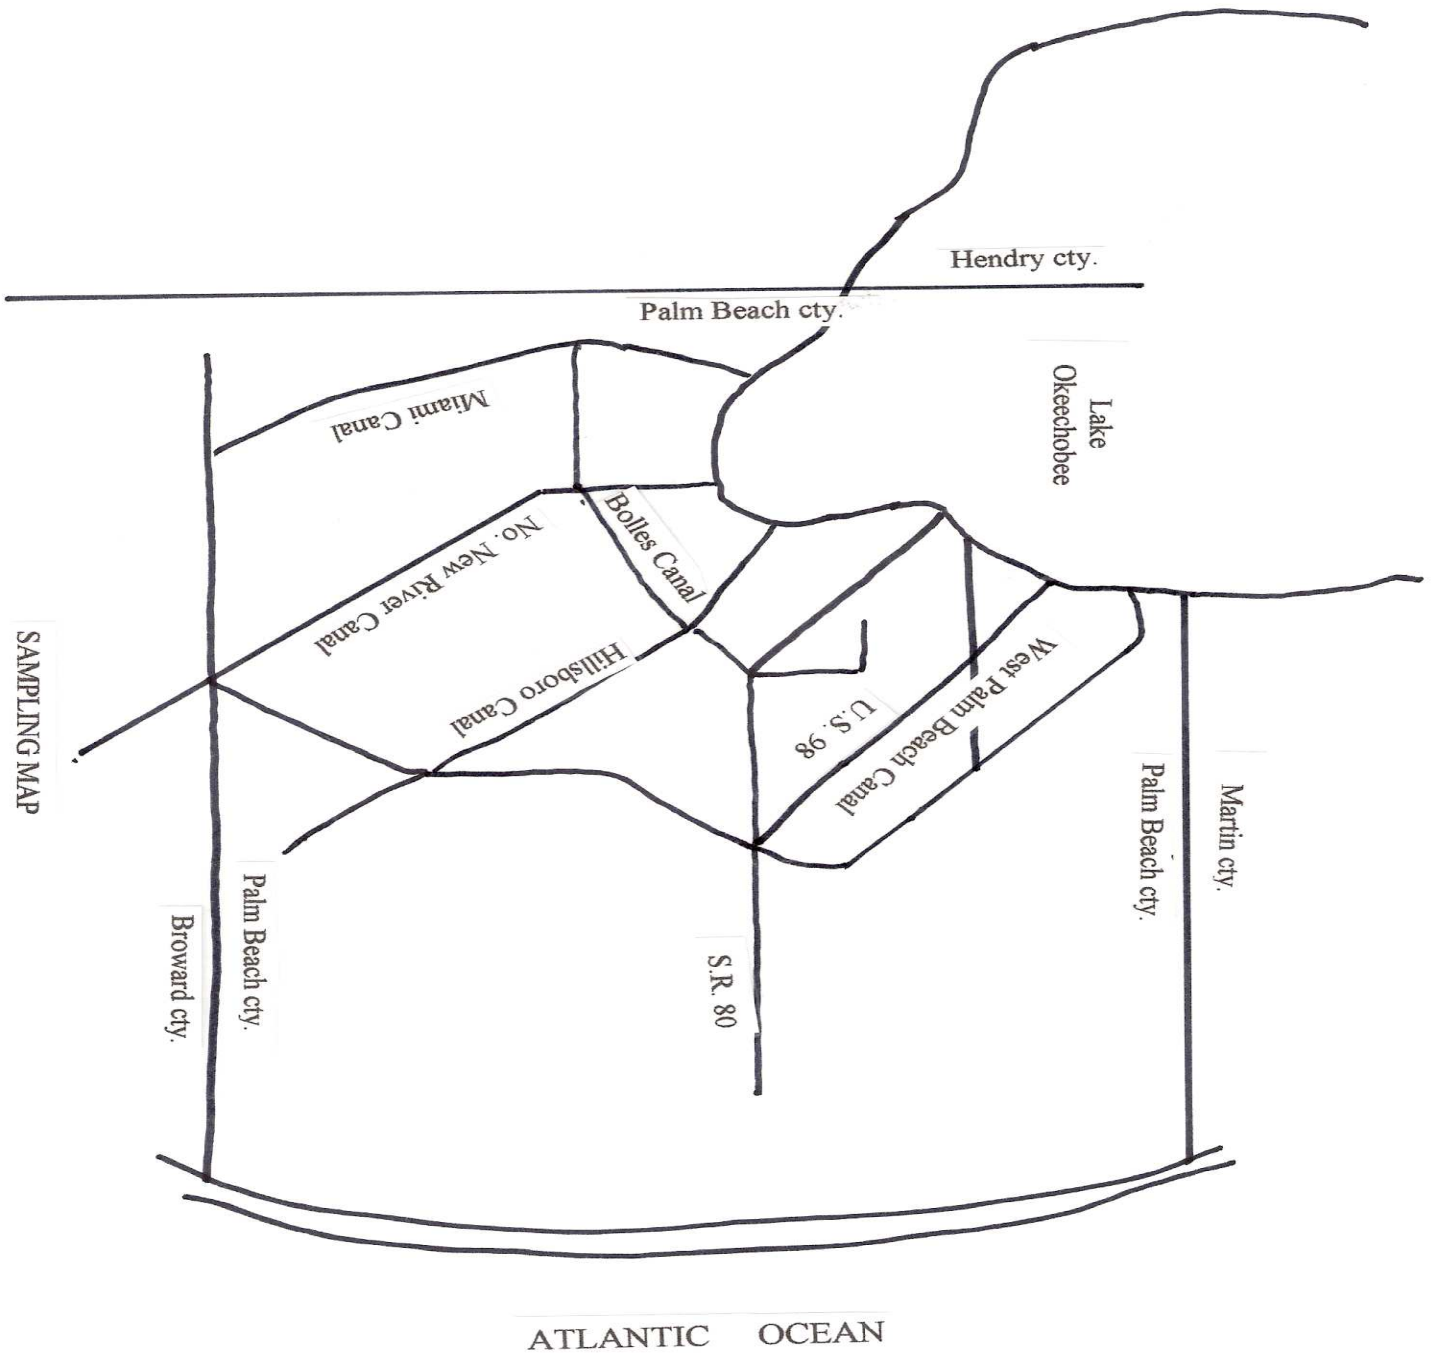 Hendry cty.
Palm Beach cty.
Lake
Okeechobee
Miami Canal
Bolles Canal
No. New River Canal
Hillsboro Canal
West Palm Beach Canal
U.S. 98
SAMPLING MAP
Martin cty.
Palm Beach cty.
Palm Beach cty.
Broward cty.
S.R. 80
ATLANTIC OCEAN